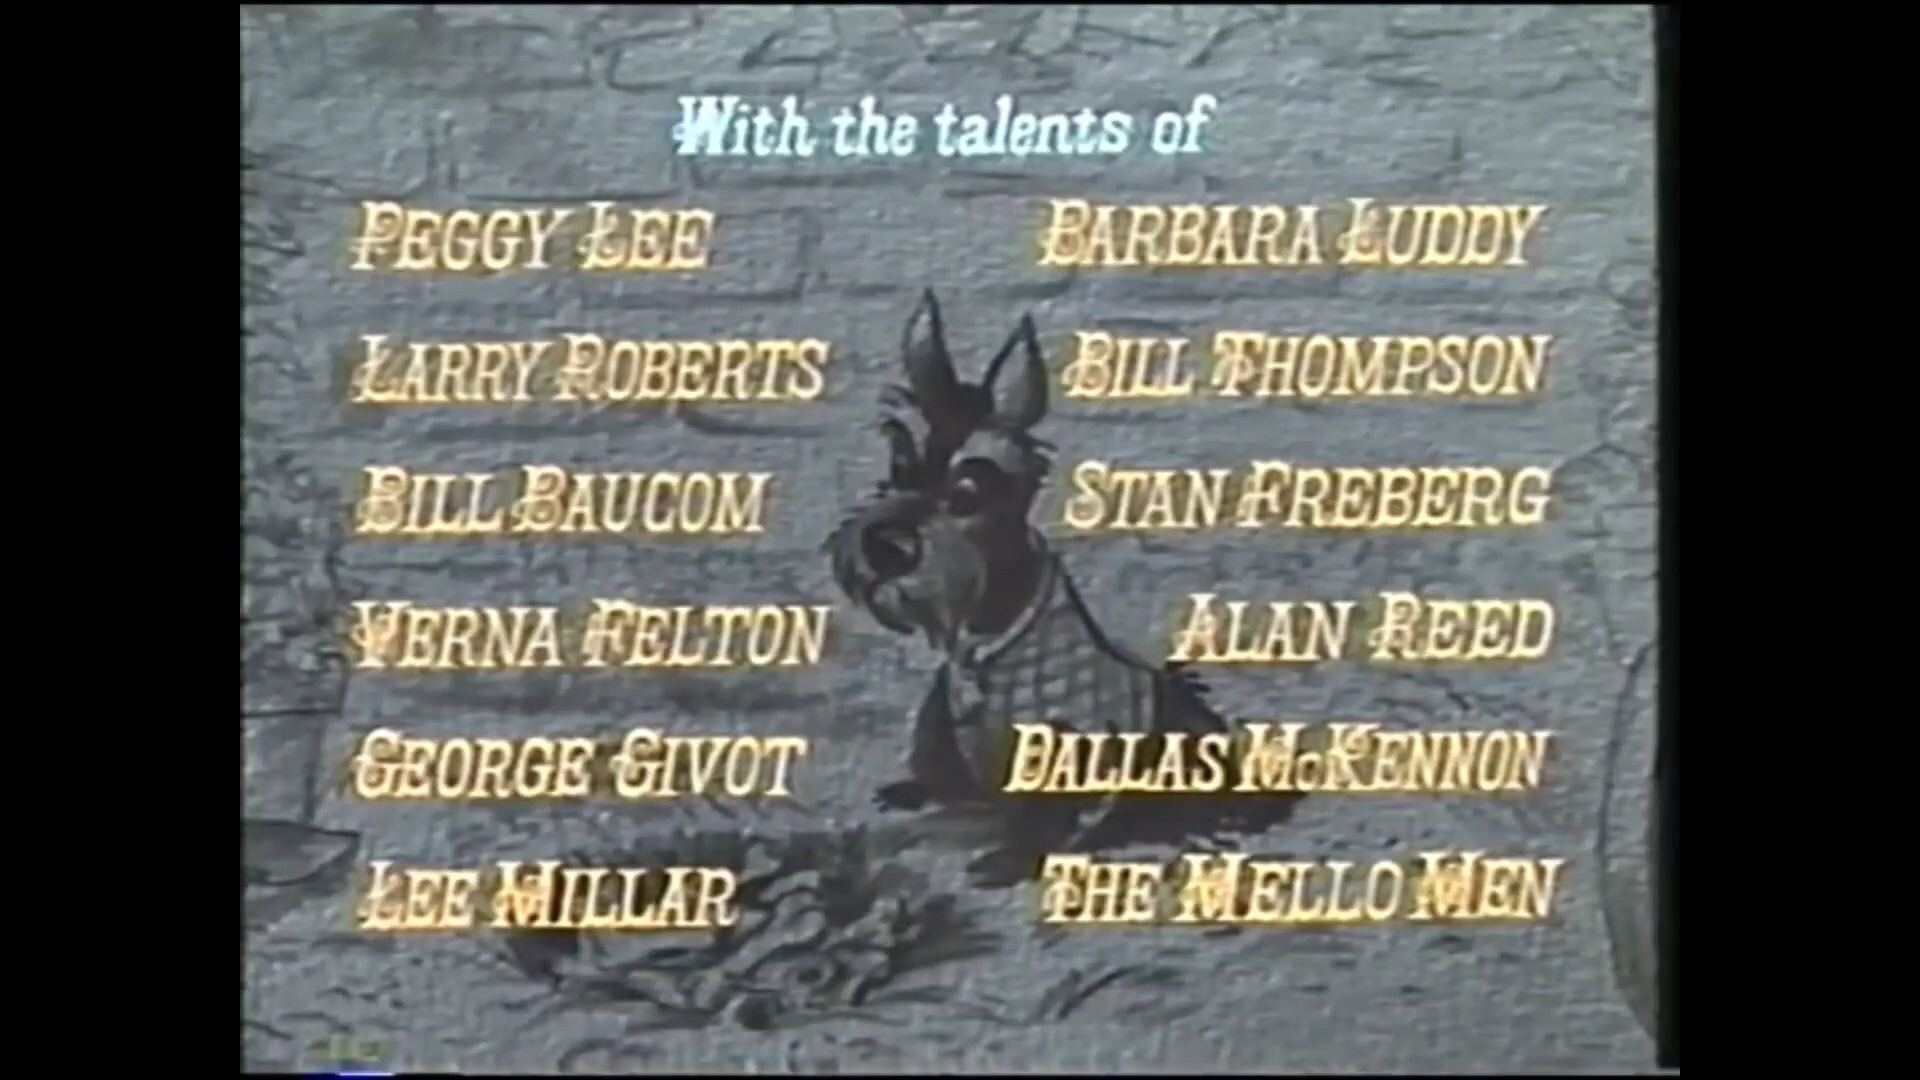 With the talents of
PEGGY LEE BARBARA LUDDY
LARRY ROBERTS BILL THOMPSON
BILL BAUCOM STAN FREBERG
VERNA FELTON ALAN REED
GEORGE GIVOT DALLAS MCKENNON
LEE MILLAR THE MELLO MEN